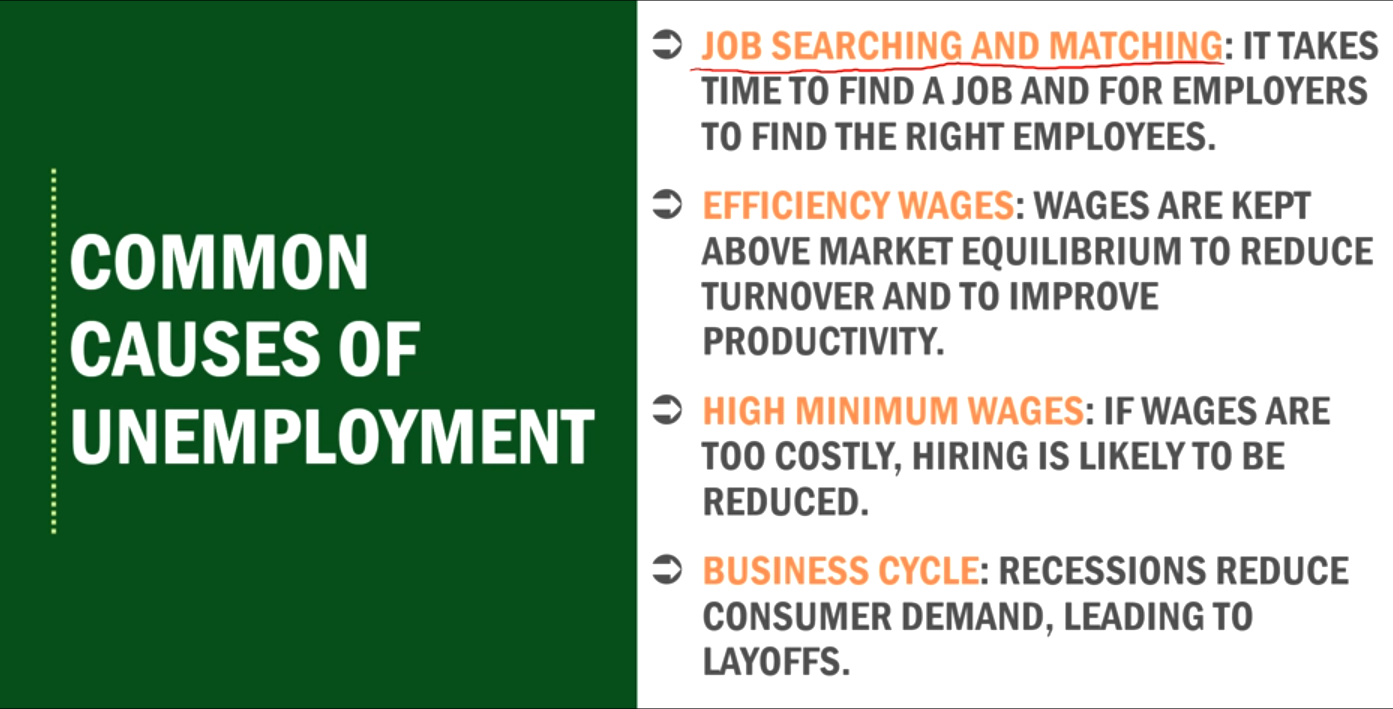 COMMON
CAUSES OF
UNEMPLOYMENT
JOB SEARCHING AND MATCHING: IT TAKES
TIME TO FIND A JOB AND FOR EMPLOYERS
TO FIND THE RIGHT EMPLOYEES.
EFFICIENCY WAGES: WAGES ARE KEPT
ABOVE MARKET EQUILIBRIUM TO REDUCE
TURNOVER AND TO IMPROVE
PRODUCTIVITY.
HIGH MINIMUM WAGES: IF WAGES ARE
TOO COSTLY, HIRING IS LIKELY TO BE
REDUCED.
BUSINESS CYCLE: RECESSIONS REDUCE
CONSUMER DEMAND, LEADING TO
LAYOFFS.